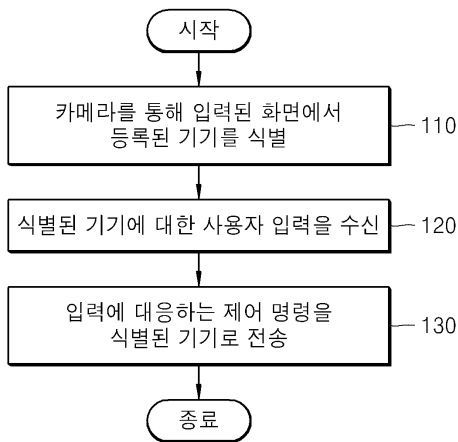 시작
카메라를 통해 입력된 화면에서
등록된 기기를 식별
110
식별된 기기에 대한 사용자 입력을 수신
120
입력에 대응하는 제어 명령을
식별된 기기로 전송
130
종료